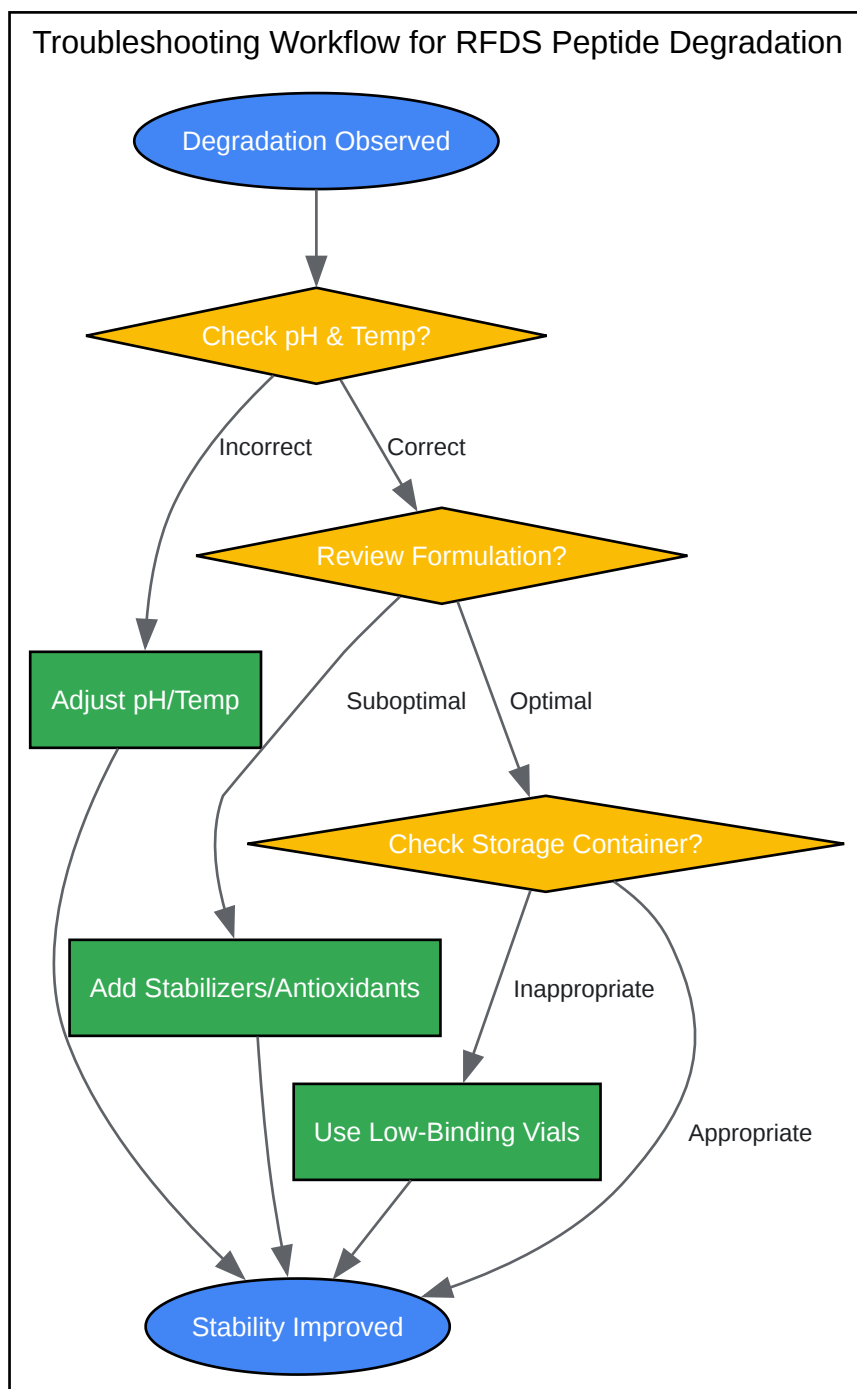 Troubleshooting Workflow for RFDS Peptide Degradation
Degradation Observed
Check pH & Temp?
Incorrect
Correct
Review Formulation?
Adjust pH/Temp
Suboptimal
Optimal
Check Storage Container?
Add Stabilizers/Antioxidants
Inappropriate
Use Low-Binding Vials
Appropriate
Stability Improved